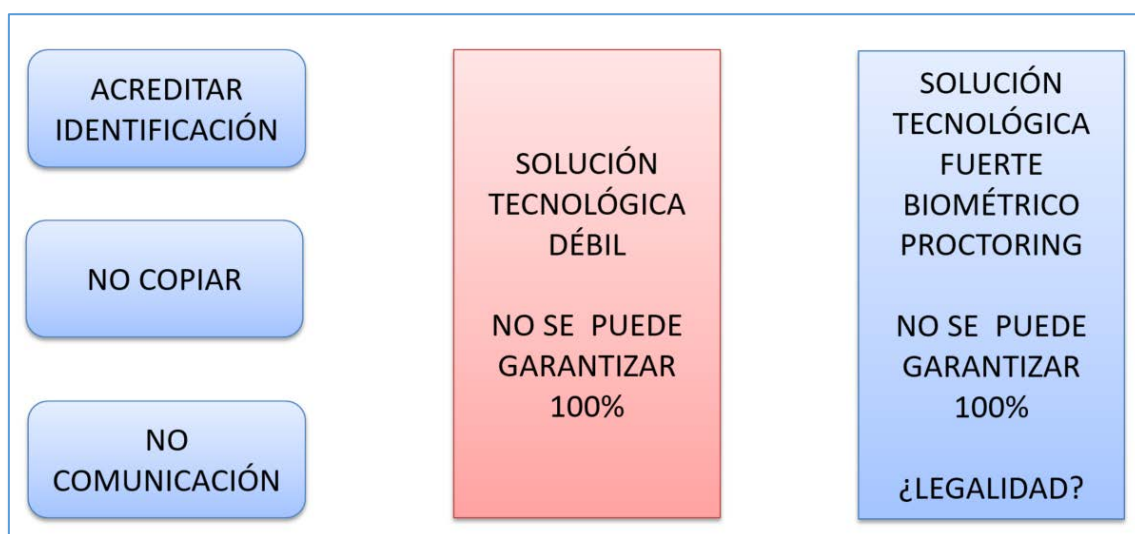 ACREDITAR
IDENTIFICACIÓN
NO COPIAR
NO
COMUNICACIÓN
SOLUCIÓN
TECNOLÓGICA
DÉBIL
NO SE PUEDE
GARANTIZAR
100%
SOLUCIÓN
TECNOLÓGICA
FUERTE
BIOMÉTRICO
PROCTORING
NO SE PUEDE
GARANTIZAR
100%
¿LEGALIDAD?